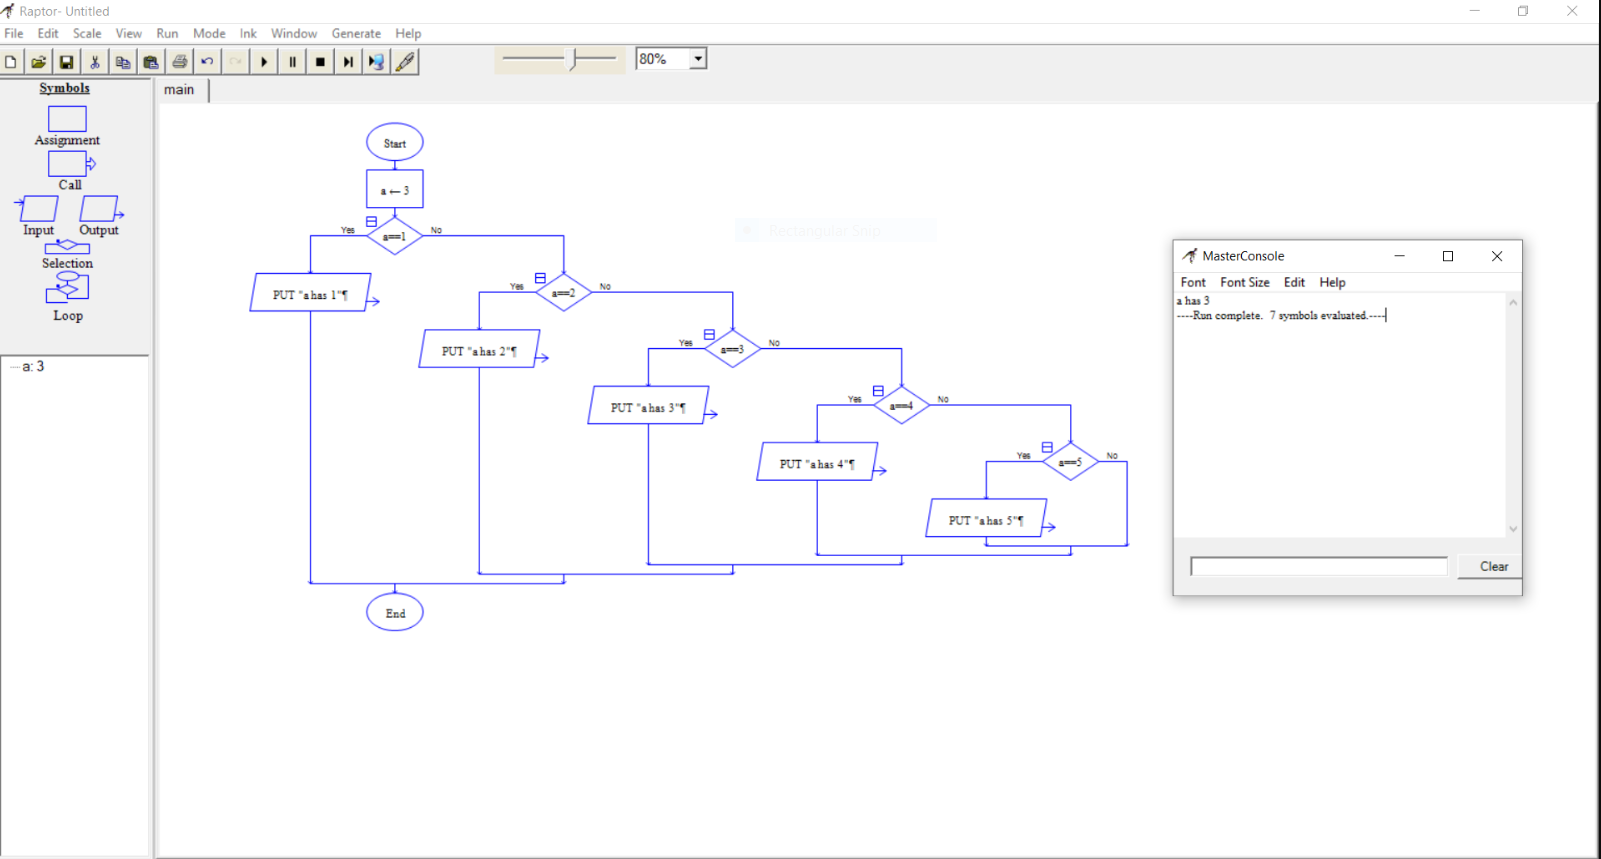 Raptor- Untitled
File Edit Scale View Run Mode Ink Window Generate Help
80%
Symbols
main
Assignment
Call
Input Output
Selection
Loop
a: 3
Start
a ← 3
Yes a==1 No
PUT "a has 1"¶
Yes a==2 No
PUT "a has 2"¶
Yes a==3 No
PUT "a has 3"¶
Yes a==4 No
PUT "a has 4"¶
Yes a==5 No
PUT "a has 5"¶
End
Rectangular Snip
MasterConsole
Font Font Size Edit Help
a has 3
----Run complete. 7 symbols evaluated.----
Clear